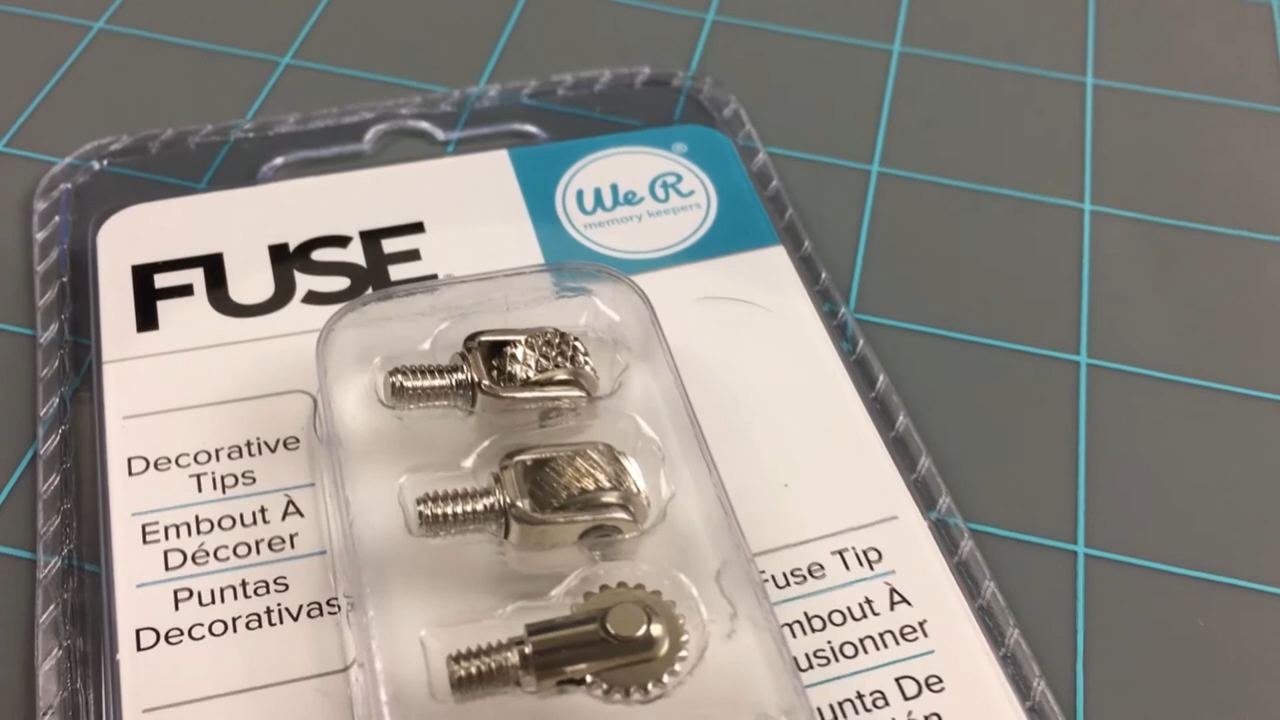 We R
memory keepers
®
FUSE
Decorative
Tips
Embout À
Décorer
Puntas
Decorativas
Fuse Tip
mbout À
usionner
unta De